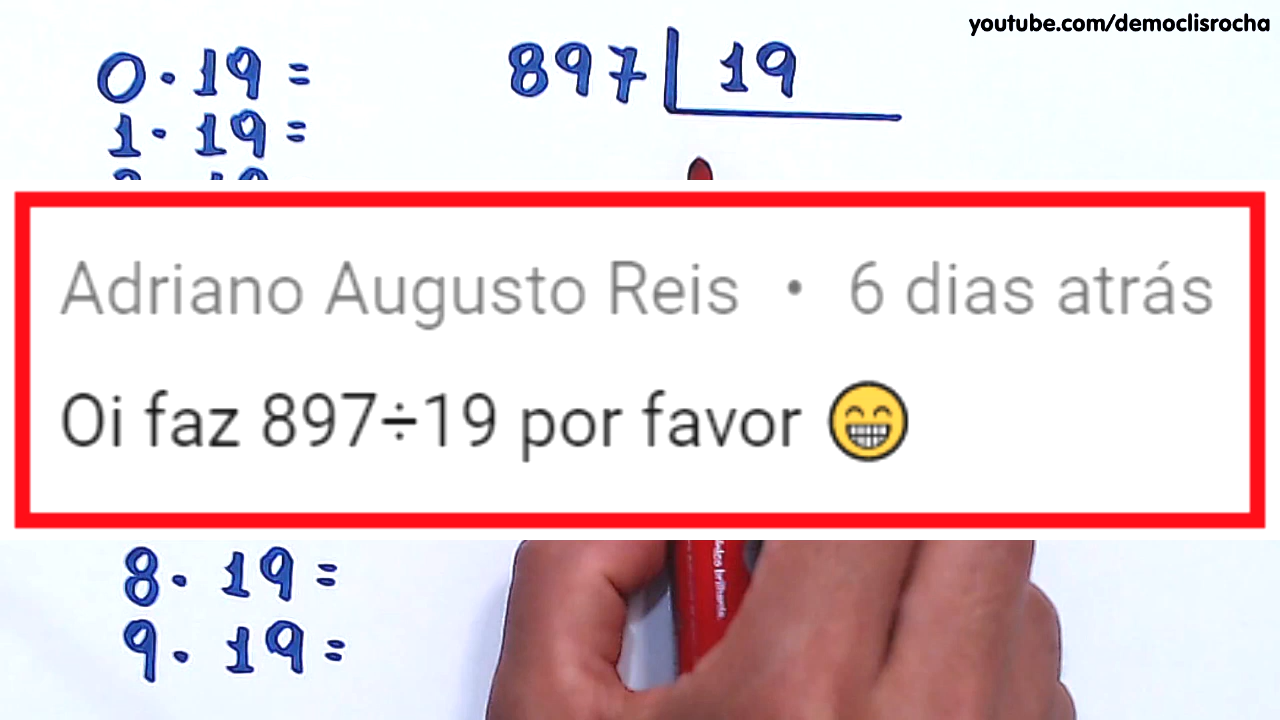 youtube.com/democlisrocha
0 · 19 =
897 19
1 · 19 =
Adriano Augusto Reis • 6 dias atrás
Oi faz 897÷19 por favor 😁
8 · 19 =
9 · 19 =